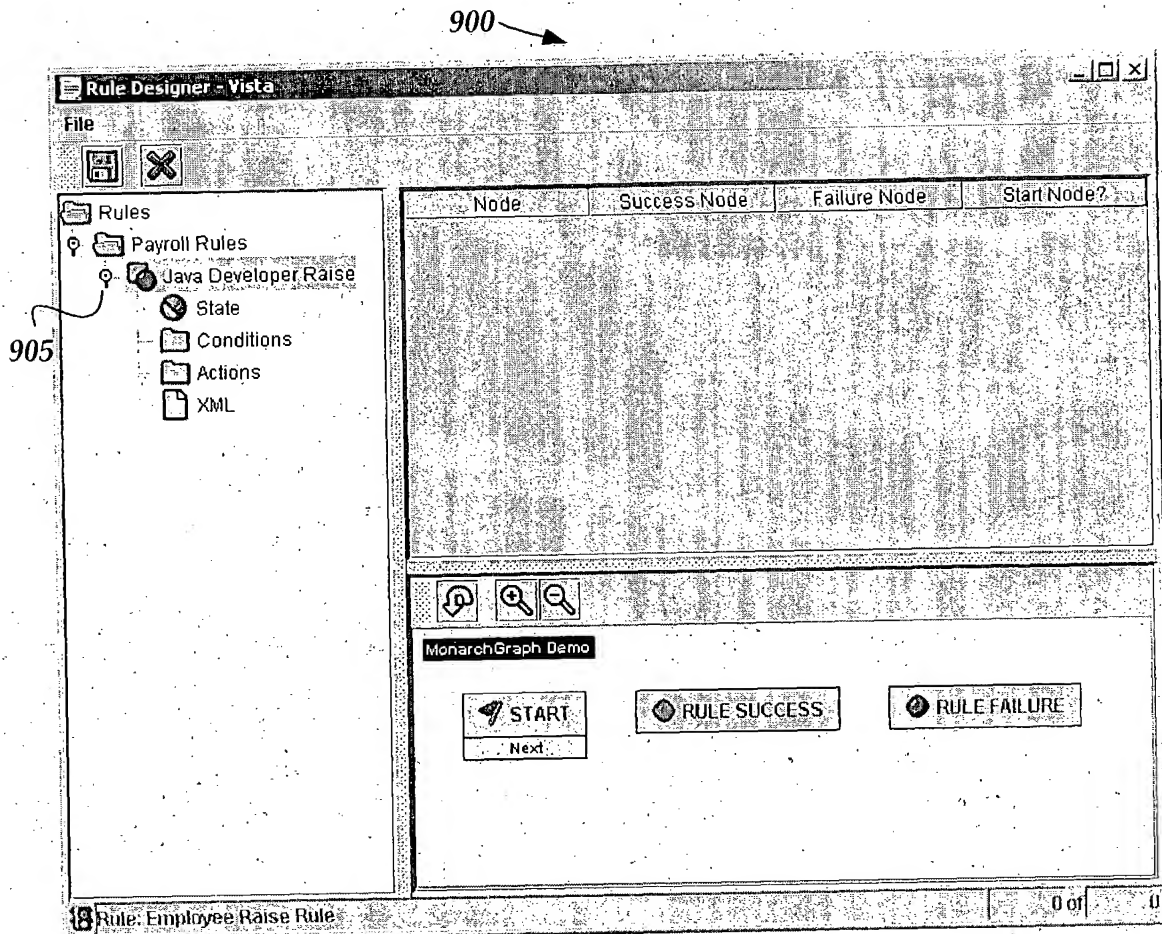 900
Rule Designer - Vista
File
Rules
Payroll Rules
Java Developer Raise
State
Conditions
Actions
XML
905
Node Success Node Failure Node Start Node?
MonarchGraph Demo
START
Next
RULE SUCCESS
RULE FAILURE
Rule: Employee Raise Rule
0 of 0